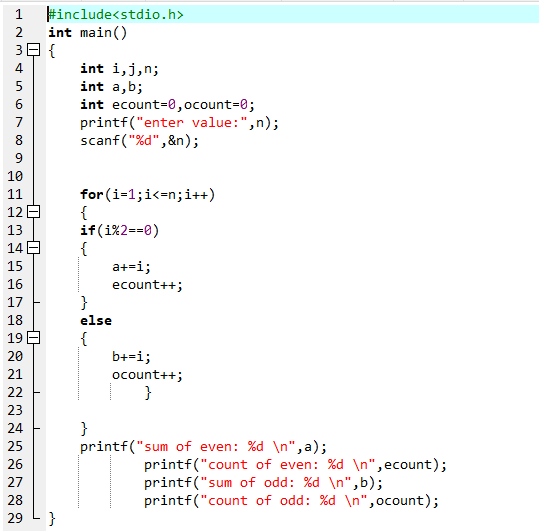 1 #include<stdio.h>
2 int main()
3 {
4 int i,j,n;
5 int a,b;
6 int ecount=0,ocount=0;
7 printf("enter value:",n);
8 scanf("%d",&n);
9
10
11 for(i=1;i<=n;i++)
12 {
13 if(i%2==0)
14 {
15 a+=i;
16 ecount++;
17 }
18 else
19 {
20 b+=i;
21 ocount++;
22 }
23
24 }
25 printf("sum of even: %d \n",a);
26 printf("count of even: %d \n",ecount);
27 printf("sum of odd: %d \n",b);
28 printf("count of odd: %d \n",ocount);
29 }